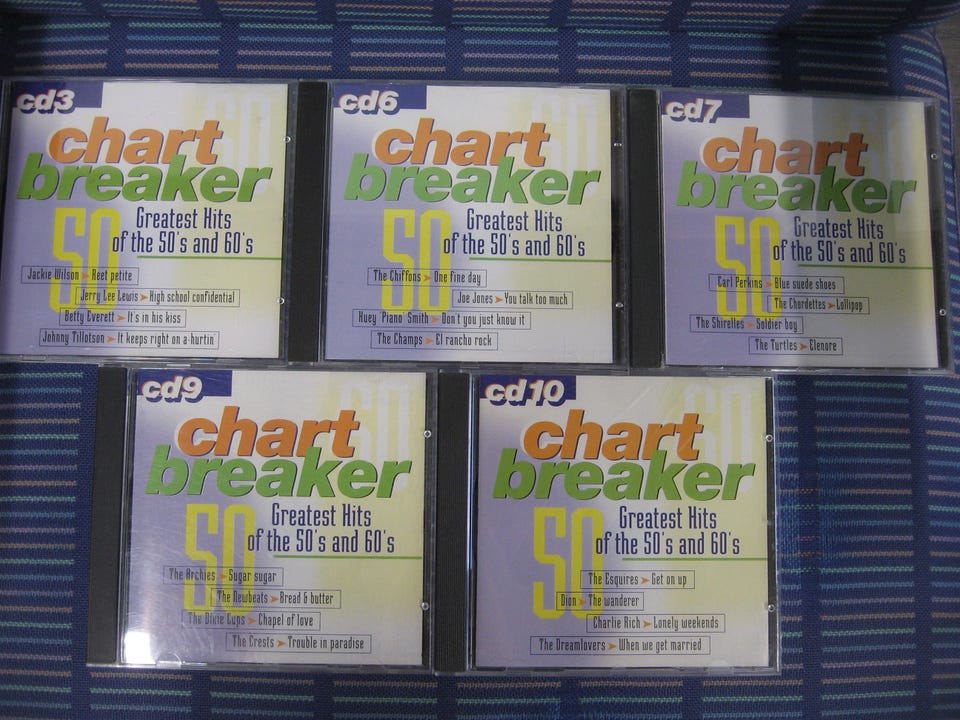 cd3
chart
breaker
50
Greatest Hits
of the 50's and 60's
Jackie Wilson ➤ Reet petite
Jerry Lee Lewis ➤ High school confidential
Betty Everett ➤ It's in his kiss
Johnny Tillotson ➤ It keeps right on a-hurtin'
cd6
chart
breaker
50
Greatest Hits
of the 50's and 60's
The Chiffons ➤ One fine day
Joe Jones ➤ You talk too much
Huey 'Piano' Smith ➤ Don't you just know it
The Champs ➤ El rancho rock
cd7
chart
breaker
50
Greatest Hits
of the 50's and 60's
Carl Perkins ➤ Blue suede shoes
The Chordettes ➤ Lollipop
The Shirelles ➤ Soldier boy
The Turtles ➤ Elenore
cd9
chart
breaker
50
Greatest Hits
of the 50's and 60's
The Archies ➤ Sugar sugar
The Newbeats ➤ Bread & butter
The Dixie Cups ➤ Chapel of love
The Crests ➤ Trouble in paradise
cd10
chart
breaker
50
Greatest Hits
of the 50's and 60's
The Esquires ➤ Get on up
Dion ➤ The wanderer
Charlie Rich ➤ Lonely weekends
The Dreamlovers ➤ When we get married